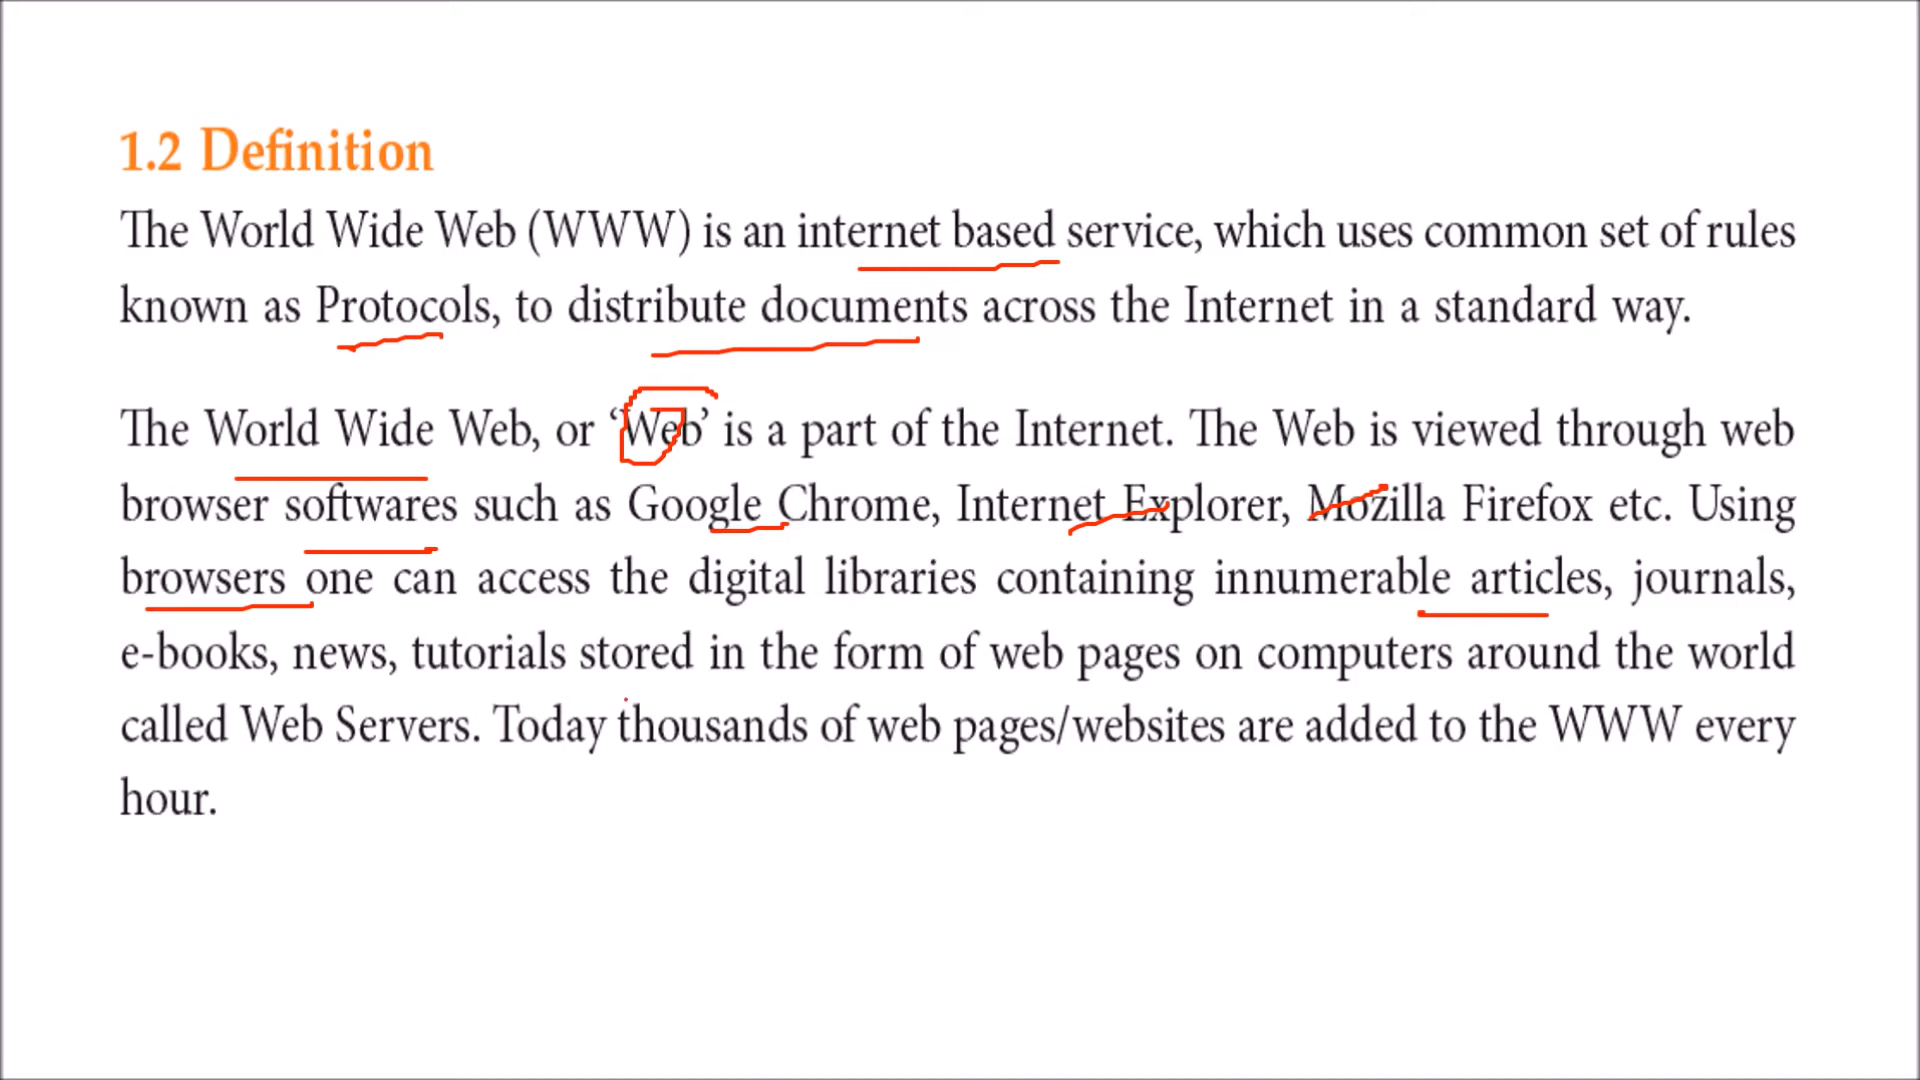 1.2 Definition
The World Wide Web (WWW) is an internet based service, which uses common set of rules
known as Protocols, to distribute documents across the Internet in a standard way.
The World Wide Web, or ‘Web’ is a part of the Internet. The Web is viewed through web
browser softwares such as Google Chrome, Internet Explorer, Mozilla Firefox etc. Using
browsers one can access the digital libraries containing innumerable articles, journals,
e-books, news, tutorials stored in the form of web pages on computers around the world
called Web Servers. Today thousands of web pages/websites are added to the WWW every
hour.